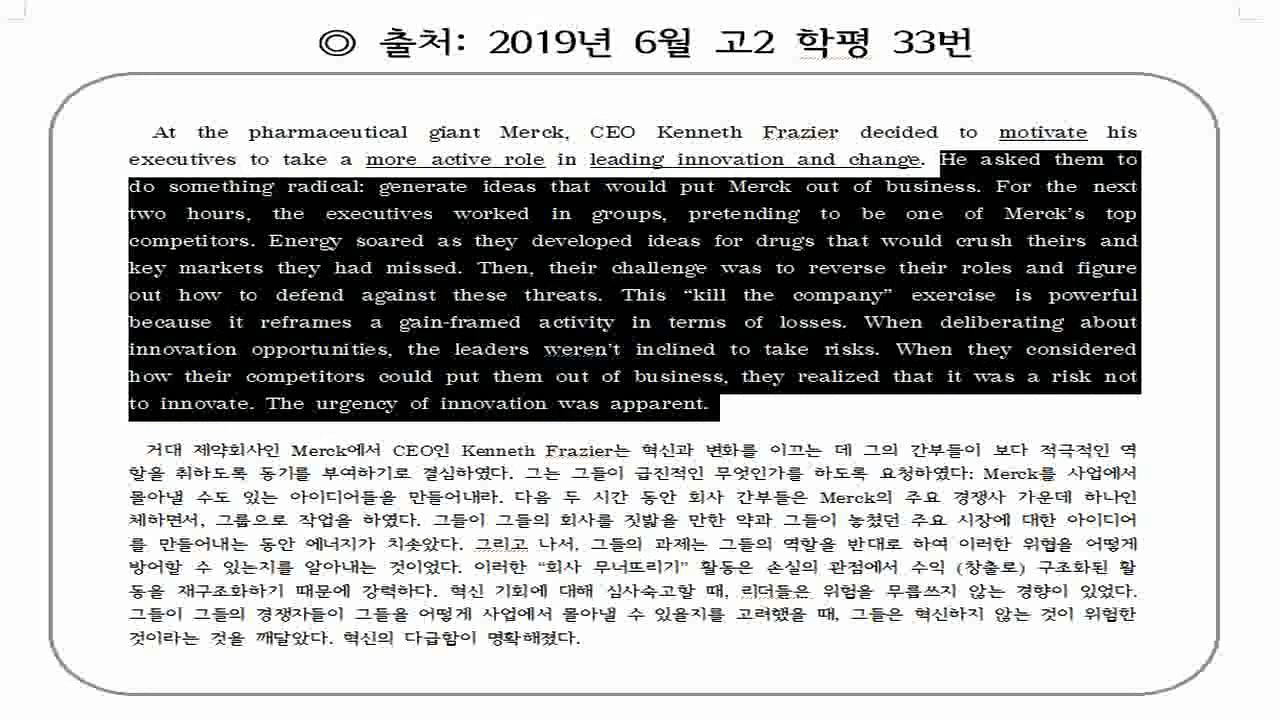 ◎ 출처: 2019년 6월 고2 학평 33번
At the pharmaceutical giant Merck, CEO Kenneth Frazier decided to motivate his
executives to take a more active role in leading innovation and change. He asked them to
do something radical: generate ideas that would put Merck out of business. For the next
two hours, the executives worked in groups, pretending to be one of Merck's top
competitors. Energy soared as they developed ideas for drugs that would crush theirs and
key markets they had missed. Then, their challenge was to reverse their roles and figure
out how to defend against these threats. This “kill the company” exercise is powerful
because it reframes a gain-framed activity in terms of losses. When deliberating about
innovation opportunities, the leaders weren't inclined to take risks. When they considered
how their competitors could put them out of business, they realized that it was a risk not
to innovate. The urgency of innovation was apparent.
거대 제약회사인 Merck에서 CEO인 Kenneth Frazier는 혁신과 변화를 이끄는 데 그의 간부들이 보다 적극적인 역
할을 취하도록 동기를 부여하기로 결심하였다. 그는 그들이 급진적인 무엇인가를 하도록 요청하였다: Merck를 사업에서
몰아낼 수도 있는 아이디어들을 만들어내라. 다음 두 시간 동안 회사 간부들은 Merck의 주요 경쟁사 가운데 하나인
체하면서, 그룹으로 작업을 하였다. 그들이 그들의 회사를 짓밟을 만한 약과 그들이 놓쳤던 주요 시장에 대한 아이디어
를 만들어내는 동안 에너지가 치솟았다. 그리고 나서, 그들의 과제는 그들의 역할을 반대로 하여 이러한 위협을 어떻게
방어할 수 있는지를 알아내는 것이었다. 이러한 “회사 무너뜨리기” 활동은 손실의 관점에서 수익 (창출로) 구조화된 활
동을 재구조화하기 때문에 강력하다. 혁신 기회에 대해 심사숙고할 때, 리더들은 위험을 무릅쓰지 않는 경향이 있었다.
그들이 그들의 경쟁자들이 그들을 어떻게 사업에서 몰아낼 수 있을지를 고려했을 때, 그들은 혁신하지 않는 것이 위험한
것이라는 것을 깨달았다. 혁신의 다급함이 명확해졌다.